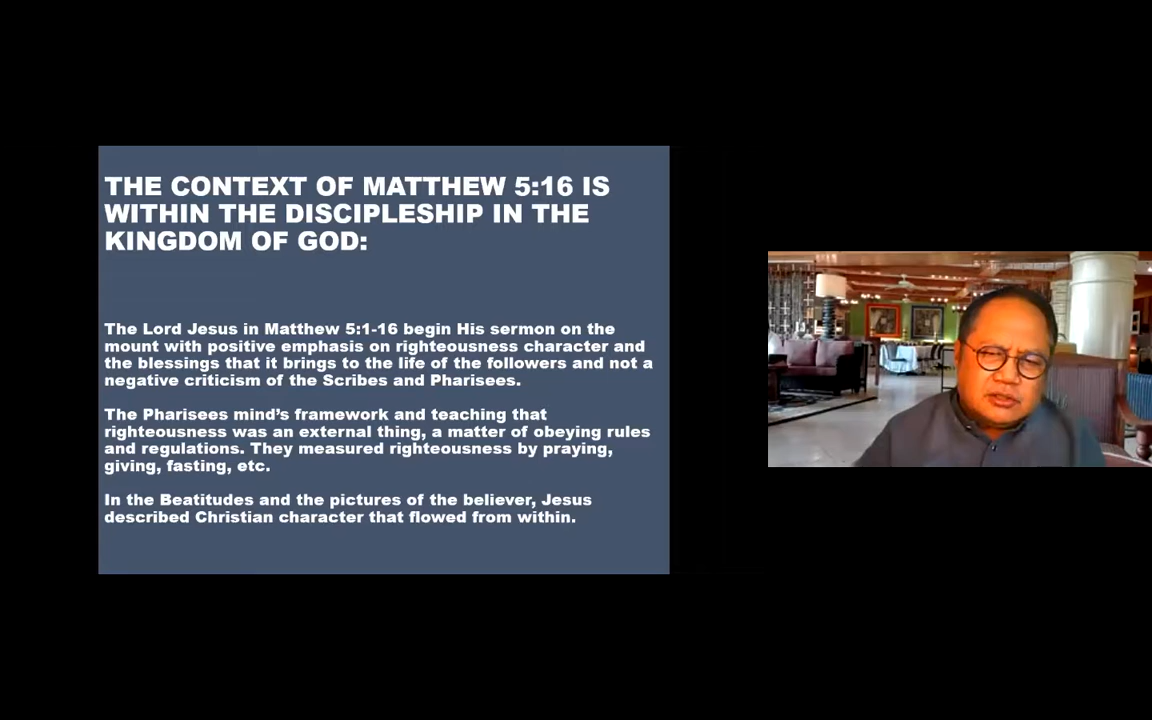 THE CONTEXT OF MATTHEW 5:16 IS
WITHIN THE DISCIPLESHIP IN THE
KINGDOM OF GOD:
The Lord Jesus in Matthew 5:1-16 begin His sermon on the
mount with positive emphasis on righteousness character and
the blessings that it brings to the life of the followers and not a
negative criticism of the Scribes and Pharisees.
The Pharisees mind’s framework and teaching that
righteousness was an external thing, a matter of obeying rules
and regulations. They measured righteousness by praying,
giving, fasting, etc.
In the Beatitudes and the pictures of the believer, Jesus
described Christian character that flowed from within.